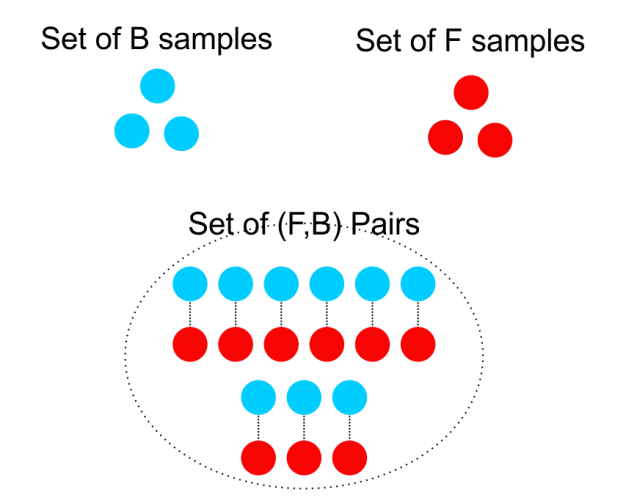 Set of B samples
Set of F samples
Set of (F,B) Pairs